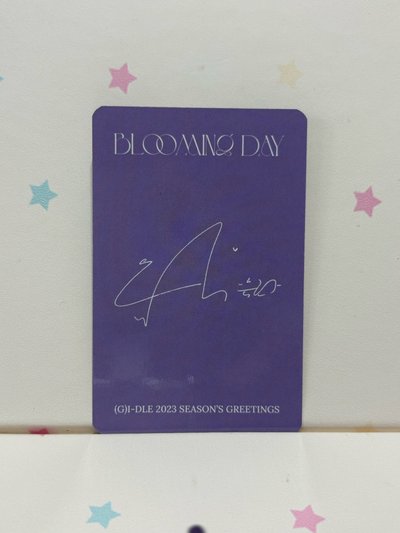 BLOOMING DAY
(G)I-DLE 2023 SEASON'S GREETINGS